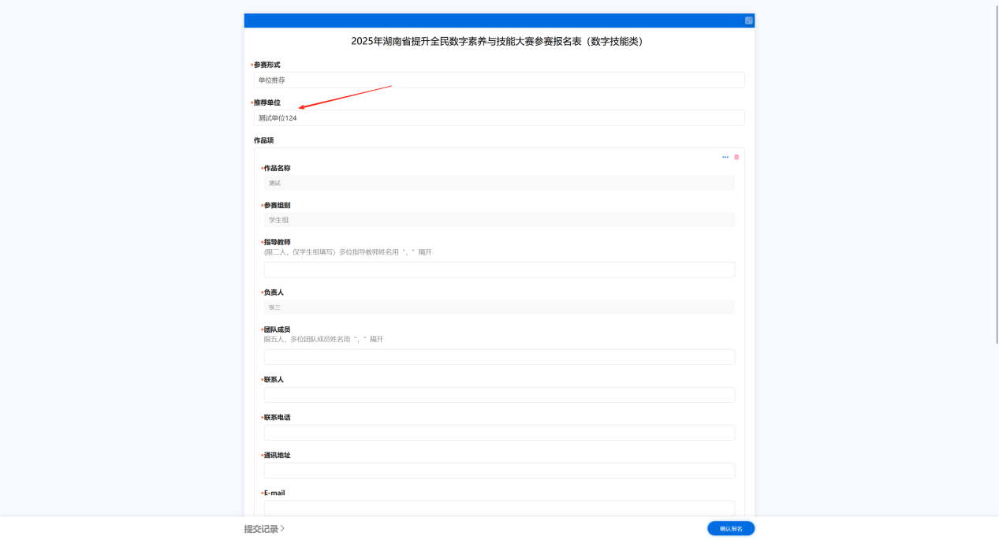 2025年湖南省提升全民数字素养与技能大赛参赛报名表（数字技能类）
*参赛形式
单位推荐
*推荐单位
测试单位124
作品项
*作品名称
测试
*参赛组别
学生组
*指导教师
(限二人，仅学生组填写）多位指导教师姓名用“，”隔开
*负责人
张三
*团队成员
限五人，多位团队成员姓名用“，”隔开
*联系人
*联系电话
*通讯地址
*E-mail
提交记录
确认报名